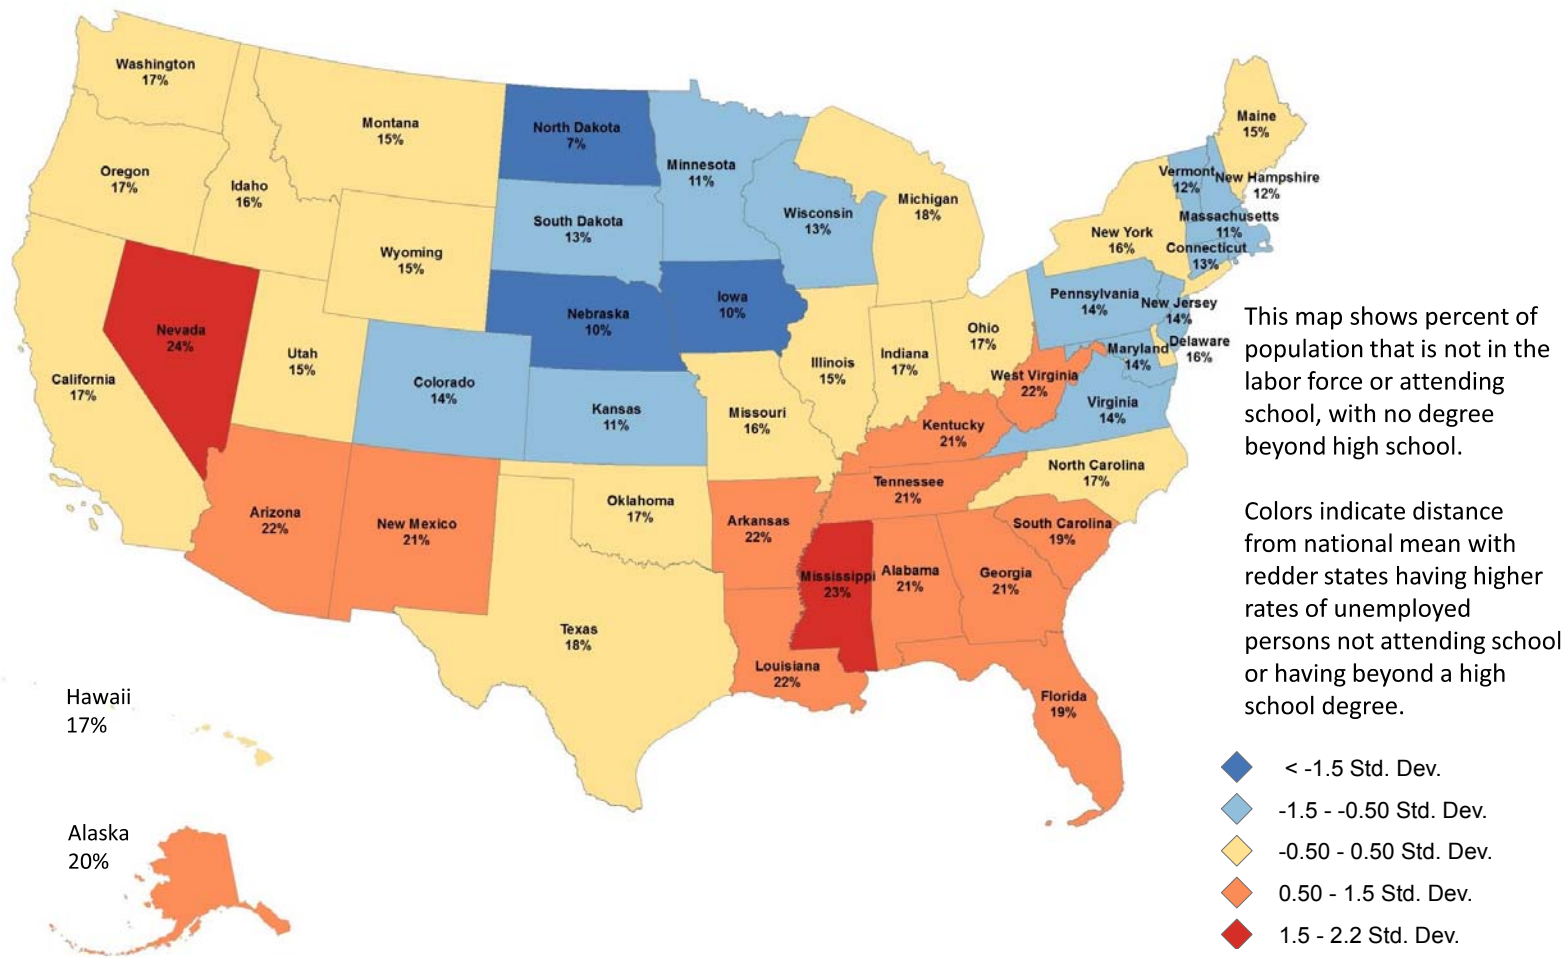 Washington
17%
Montana
15%
North Dakota
7%
Minnesota
11%
Maine
15%
Oregon
17%
Idaho
16%
Vermont
12%
New Hampshire
12%
Michigan
18%
Wisconsin
13%
South Dakota
13%
Massachusetts
11%
New York
16%
Connecticut
13%
Wyoming
15%
Pennsylvania
14%
New Jersey
14%
Iowa
10%
Nebraska
10%
Nevada
24%
Ohio
17%
Delaware
16%
Maryland
14%
Utah
15%
Indiana
17%
Illinois
15%
California
17%
Colorado
14%
West Virginia
22%
Virginia
14%
Kansas
11%
Missouri
16%
Kentucky
21%
North Carolina
17%
Tennessee
21%
Oklahoma
17%
Arizona
22%
New Mexico
21%
Arkansas
22%
South Carolina
19%
Mississippi
23%
Alabama
21%
Georgia
21%
Texas
18%
Louisiana
22%
Florida
19%
Hawaii
17%
Alaska
20%
This map shows percent of
population that is not in the
labor force or attending
school, with no degree
beyond high school.
Colors indicate distance
from national mean with
redder states having higher
rates of unemployed
persons not attending school
or having beyond a high
school degree.
< -1.5 Std. Dev.
-1.5 - -0.50 Std. Dev.
-0.50 - 0.50 Std. Dev.
0.50 - 1.5 Std. Dev.
1.5 - 2.2 Std. Dev.